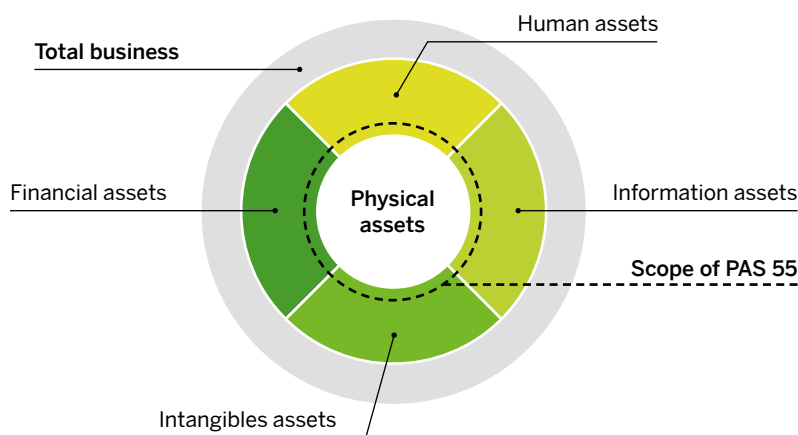 Human assets
Total business
Financial assets
Physical
assets
Information assets
Scope of PAS 55
Intangibles assets